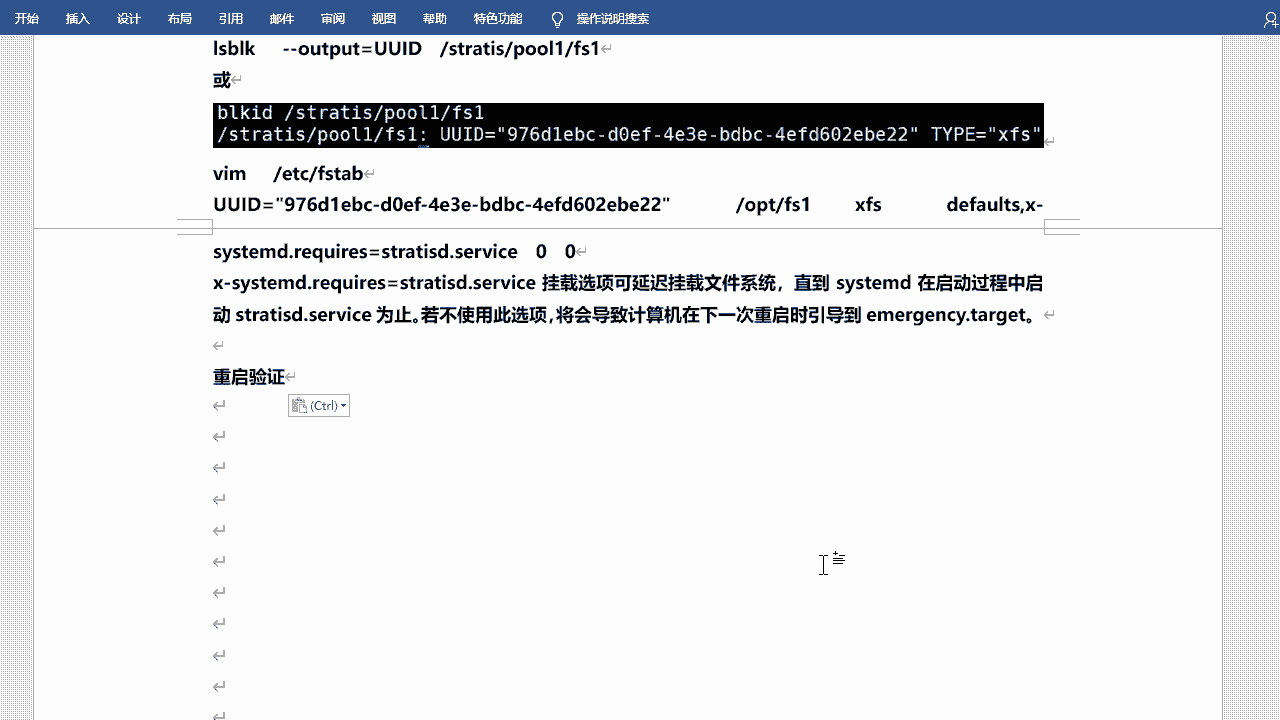 开始 插入 设计 布局 引用 邮件 审阅 视图 帮助 特色功能 操作说明搜索
lsblk --output=UUID /stratis/pool1/fs1
或
blkid /stratis/pool1/fs1
/stratis/pool1/fs1: UUID="976d1ebc-d0ef-4e3e-bdbc-4efd602ebe22" TYPE="xfs"
vim /etc/fstab
UUID="976d1ebc-d0ef-4e3e-bdbc-4efd602ebe22" /opt/fs1 xfs defaults,x-
systemd.requires=stratisd.service 0 0
x-systemd.requires=stratisd.service 挂载选项可延迟挂载文件系统，直到 systemd 在启动过程中启
动 stratisd.service 为止。若不使用此选项，将会导致计算机在下一次重启时引导到 emergency.target。
重启验证
(Ctrl)